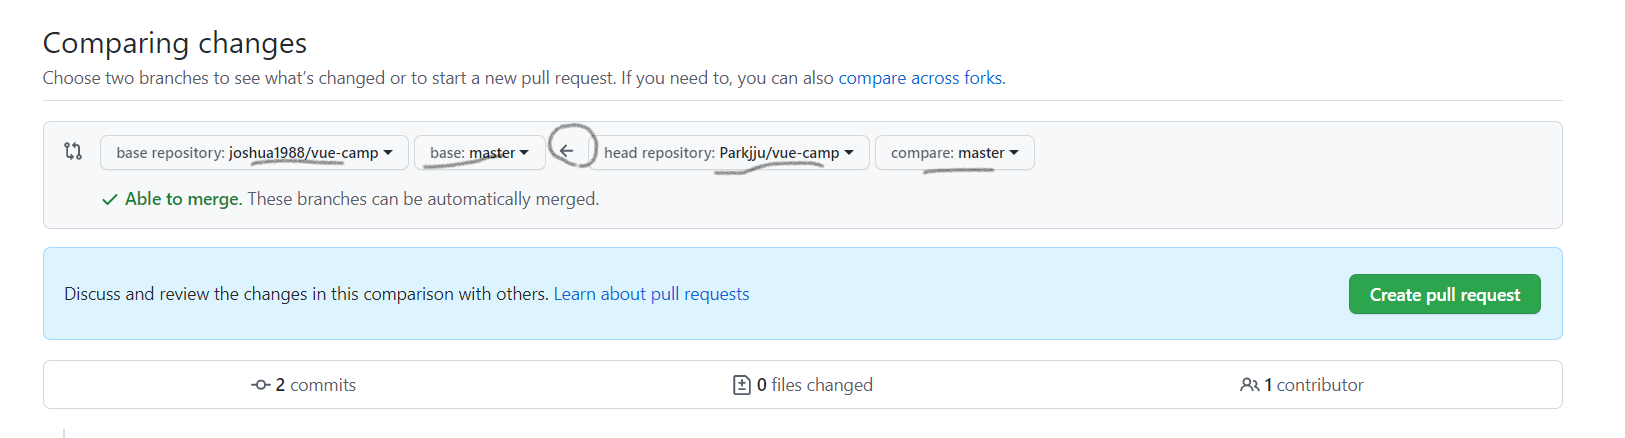 Comparing changes
Choose two branches to see what's changed or to start a new pull request. If you need to, you can also compare across forks.
base repository: joshua1988/vue-camp base: master head repository: Parkjju/vue-camp compare: master
Able to merge. These branches can be automatically merged.
Discuss and review the changes in this comparison with others. Learn about pull requests Create pull request
2 commits 0 files changed 1 contributor